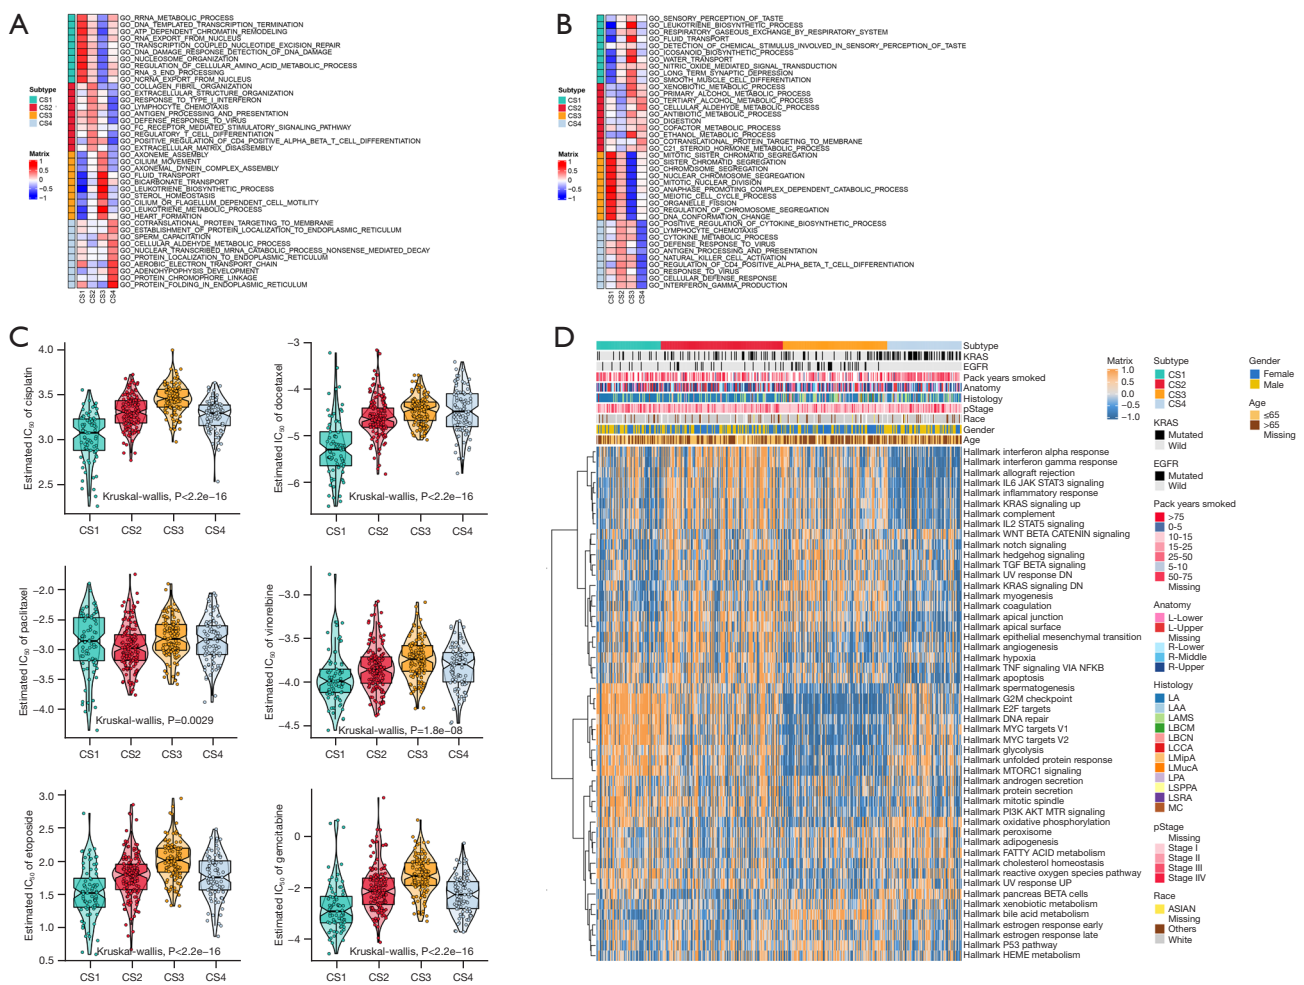 A
GO_RRNA_METABOLIC_PROCESS
GO_DNA_TEMPLATED_TRANSCRIPTION_TERMINATION
GO_ATP_DEPENDENT_CHROMATIN_REMODELING
GO_RNA_EXPORT_FROM_NUCLEUS
GO_TRANSCRIPTION_COUPLED_NUCLEOTIDE_EXCISION_REPAIR
GO_DNA_DAMAGE_RESPONSE_DETECTION_OF_DNA_DAMAGE
GO_NUCLEOSOME_ORGANIZATION
GO_REGULATION_OF_CELLULAR_AMINO_ACID_METABOLIC_PROCESS
GO_RNA_3_END_PROCESSING
GO_NCRNA_EXPORT_FROM_NUCLEUS
GO_COLLAGEN_FIBRIL_ORGANIZATION
GO_EXTRACELLULAR_STRUCTURE_ORGANIZATION
GO_RESPONSE_TO_TYPE_I_INTERFERON
GO_LYMPHOCYTE_CHEMOTAXIS
GO_ANTIGEN_PROCESSING_AND_PRESENTATION
GO_DEFENSE_RESPONSE_TO_VIRUS
GO_FC_RECEPTOR_MEDIATED_STIMULATORY_SIGNALING_PATHWAY
GO_REGULATORY_T_CELL_DIFFERENTIATION
GO_POSITIVE_REGULATION_OF_CD4_POSITIVE_ALPHA_BETA_T_CELL_DIFFERENTIATION
GO_EXTRACELLULAR_MATRIX_DISASSEMBLY
GO_AXONEME_ASSEMBLY
GO_CILIUM_MOVEMENT
GO_AXONEMAL_DYNEIN_COMPLEX_ASSEMBLY
GO_FLUID_TRANSPORT
GO_BICARBONATE_TRANSPORT
GO_LEUKOTRIENE_BIOSYNTHETIC_PROCESS
GO_STEROL_HOMEOSTASIS
GO_CILIUM_OR_FLAGELLUM_DEPENDENT_CELL_MOTILITY
GO_LEUKOTRIENE_METABOLIC_PROCESS
GO_HEART_FORMATION
GO_COTRANSLATIONAL_PROTEIN_TARGETING_TO_MEMBRANE
GO_ESTABLISHMENT_OF_PROTEIN_LOCALIZATION_TO_ENDOPLASMIC_RETICULUM
GO_SPERM_CAPACITATION
GO_CELLULAR_ALDEHYDE_METABOLIC_PROCESS
GO_NUCLEAR_TRANSCRIBED_MRNA_CATABOLIC_PROCESS_NONSENSE_MEDIATED_DECAY
GO_PROTEIN_LOCALIZATION_TO_ENDOPLASMIC_RETICULUM
GO_AEROBIC_ELECTRON_TRANSPORT_CHAIN
GO_ADENOHYPOPHYSIS_DEVELOPMENT
GO_PROTEIN_CHROMOPHORE_LINKAGE
GO_PROTEIN_FOLDING_IN_ENDOPLASMIC_RETICULUM
Subtype
CS1
CS2
CS3
CS4
Matrix
1
0.5
0
−0.5
−1
CS1
CS2
CS3
CS4
B
GO_SENSORY_PERCEPTION_OF_TASTE
GO_LEUKOTRIENE_BIOSYNTHETIC_PROCESS
GO_RESPIRATORY_GASEOUS_EXCHANGE_BY_RESPIRATORY_SYSTEM
GO_FLUID_TRANSPORT
GO_DETECTION_OF_CHEMICAL_STIMULUS_INVOLVED_IN_SENSORY_PERCEPTION_OF_TASTE
GO_ICOSANOID_BIOSYNTHETIC_PROCESS
GO_WATER_TRANSPORT
GO_NITRIC_OXIDE_MEDIATED_SIGNAL_TRANSDUCTION
GO_LONG_TERM_SYNAPTIC_DEPRESSION
GO_SMOOTH_MUSCLE_CELL_DIFFERENTIATION
GO_XENOBIOTIC_METABOLIC_PROCESS
GO_PRIMARY_ALCOHOL_METABOLIC_PROCESS
GO_TERTIARY_ALCOHOL_METABOLIC_PROCESS
GO_CELLULAR_ALDEHYDE_METABOLIC_PROCESS
GO_ANTIBIOTIC_METABOLIC_PROCESS
GO_DIGESTION
GO_COFACTOR_METABOLIC_PROCESS
GO_ETHANOL_METABOLIC_PROCESS
GO_COTRANSLATIONAL_PROTEIN_TARGETING_TO_MEMBRANE
GO_C21_STEROID_HORMONE_METABOLIC_PROCESS
GO_MITOTIC_SISTER_CHROMATID_SEGREGATION
GO_SISTER_CHROMATID_SEGREGATION
GO_CHROMOSOME_SEGREGATION
GO_NUCLEAR_CHROMOSOME_SEGREGATION
GO_MITOTIC_NUCLEAR_DIVISION
GO_ANAPHASE_PROMOTING_COMPLEX_DEPENDENT_CATABOLIC_PROCESS
GO_MEIOTIC_CELL_CYCLE_PROCESS
GO_ORGANELLE_FISSION
GO_REGULATION_OF_CHROMOSOME_SEGREGATION
GO_DNA_CONFORMATION_CHANGE
GO_POSITIVE_REGULATION_OF_CYTOKINE_BIOSYNTHETIC_PROCESS
GO_LYMPHOCYTE_CHEMOTAXIS
GO_CYTOKINE_METABOLIC_PROCESS
GO_DEFENSE_RESPONSE_TO_VIRUS
GO_ANTIGEN_PROCESSING_AND_PRESENTATION
GO_NATURAL_KILLER_CELL_ACTIVATION
GO_REGULATION_OF_CD4_POSITIVE_ALPHA_BETA_T_CELL_DIFFERENTIATION
GO_RESPONSE_TO_VIRUS
GO_CELLULAR_DEFENSE_RESPONSE
GO_INTERFERON_GAMMA_PRODUCTION
Subtype
CS1
CS2
CS3
CS4
Matrix
1
0.5
0
−0.5
−1
CS1
CS2
CS3
CS4
C
Estimated IC50 of cisplatin
4.0
3.5
3.0
2.5
Kruskal-wallis, P<2.2e−16
CS1 CS2 CS3 CS4
Estimated IC50 of docetaxel
−3
−4
−5
−6
Kruskal-wallis, P<2.2e−16
CS1 CS2 CS3 CS4
Estimated IC50 of paclitaxel
−2.0
−2.5
−3.0
−3.5
−4.0
Kruskal-wallis, P=0.0029
CS1 CS2 CS3 CS4
Estimated IC50 of vinorelbine
−3.0
−3.5
−4.0
−4.5
Kruskal-wallis, P=1.8e−08
CS1 CS2 CS3 CS4
Estimated IC50 of etoposide
3.0
2.5
2.0
1.5
1.0
0.5
Kruskal-wallis, P<2.2e−16
CS1 CS2 CS3 CS4
Estimated IC50 of gemcitabine
0
−2
−4
Kruskal-wallis, P<2.2e−16
CS1 CS2 CS3 CS4
D
Subtype
KRAS
EGFR
Pack years smoked
Anatomy
Histology
pStage
Race
Gender
Age
Hallmark interferon alpha response
Hallmark interferon gamma response
Hallmark allograft rejection
Hallmark IL6 JAK STAT3 signaling
Hallmark inflammatory response
Hallmark KRAS signaling up
Hallmark complement
Hallmark IL2 STAT5 signaling
Hallmark WNT BETA CATENIN signaling
Hallmark notch signaling
Hallmark hedgehog signaling
Hallmark TGF BETA signaling
Hallmark UV response DN
Hallmark KRAS signaling DN
Hallmark myogenesis
Hallmark coagulation
Hallmark apical junction
Hallmark apical surface
Hallmark epithelial mesenchymal transition
Hallmark angiogenesis
Hallmark hypoxia
Hallmark TNF signaling VIA NFKB
Hallmark apoptosis
Hallmark spermatogenesis
Hallmark G2M checkpoint
Hallmark E2F targets
Hallmark DNA repair
Hallmark MYC targets V1
Hallmark MYC targets V2
Hallmark glycolysis
Hallmark unfolded protein response
Hallmark MTORC1 signaling
Hallmark androgen secretion
Hallmark protein secretion
Hallmark mitotic spindle
Hallmark PI3K AKT MTR signaling
Hallmark oxidative phosphorylation
Hallmark peroxisome
Hallmark adipogenesis
Hallmark FATTY ACID metabolism
Hallmark cholesterol homeostasis
Hallmark reactive oxygen species pathway
Hallmark UV response UP
Hallmark pancreas BETA cells
Hallmark xenobiotic metabolism
Hallmark bile acid metabolism
Hallmark estrogen response early
Hallmark estrogen response late
Hallmark P53 pathway
Hallmark HEME metabolism
Matrix
1.0
0.5
0.0
−0.5
−1.0
Subtype
CS1
CS2
CS3
CS4
KRAS
Mutated
Wild
EGFR
Mutated
Wild
Pack years smoked
>75
0-5
10-15
15-25
25-50
5-10
50-75
Missing
Anatomy
L-Lower
L-Upper
Missing
R-Lower
R-Middle
R-Upper
Histology
LA
LAA
LAMS
LBCM
LBCN
LCCA
LMipA
LMucA
LPA
LSPPA
LSRA
MC
pStage
Missing
Stage I
Stage II
Stage III
Stage IIV
Race
ASIAN
Missing
Others
White
Gender
Female
Male
Age
≤65
>65
Missing